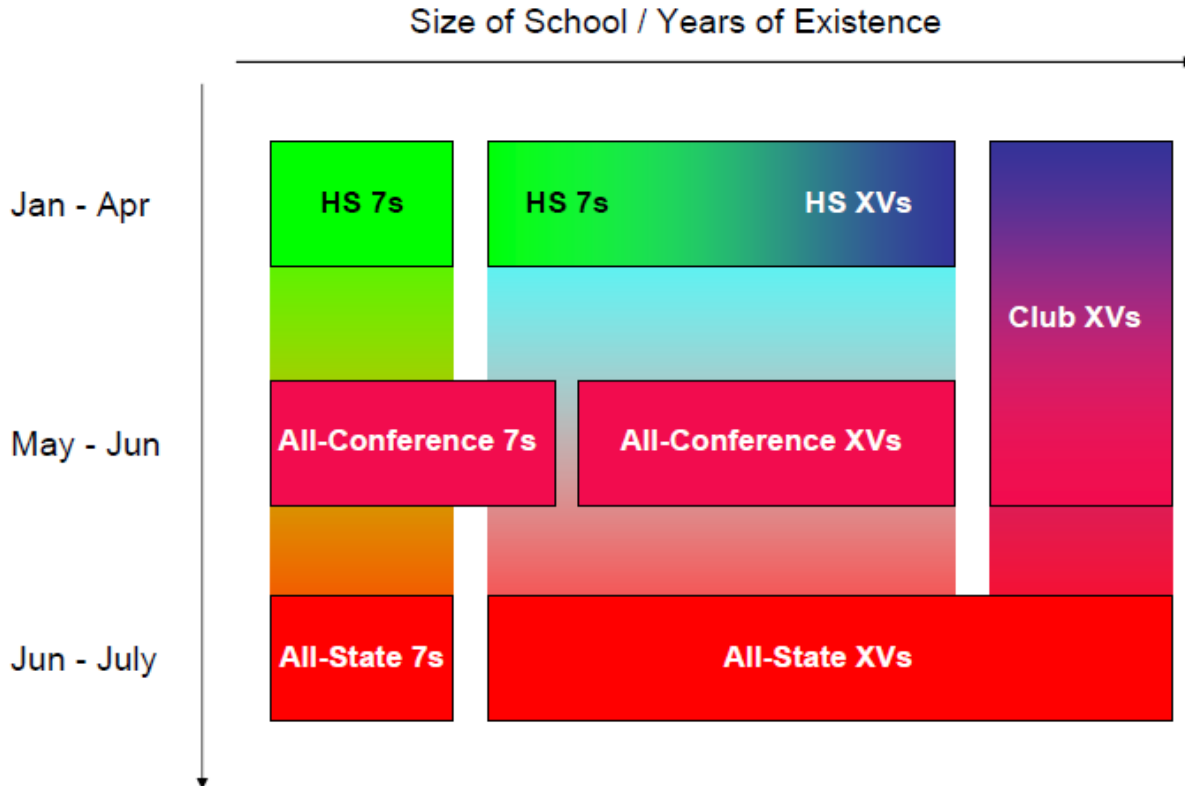 Size of School / Years of Existence
Jan - Apr
HS 7s
HS 7s
HS XVs
Club XVs
May - Jun
All-Conference 7s
All-Conference XVs
Jun - July
All-State 7s
All-State XVs